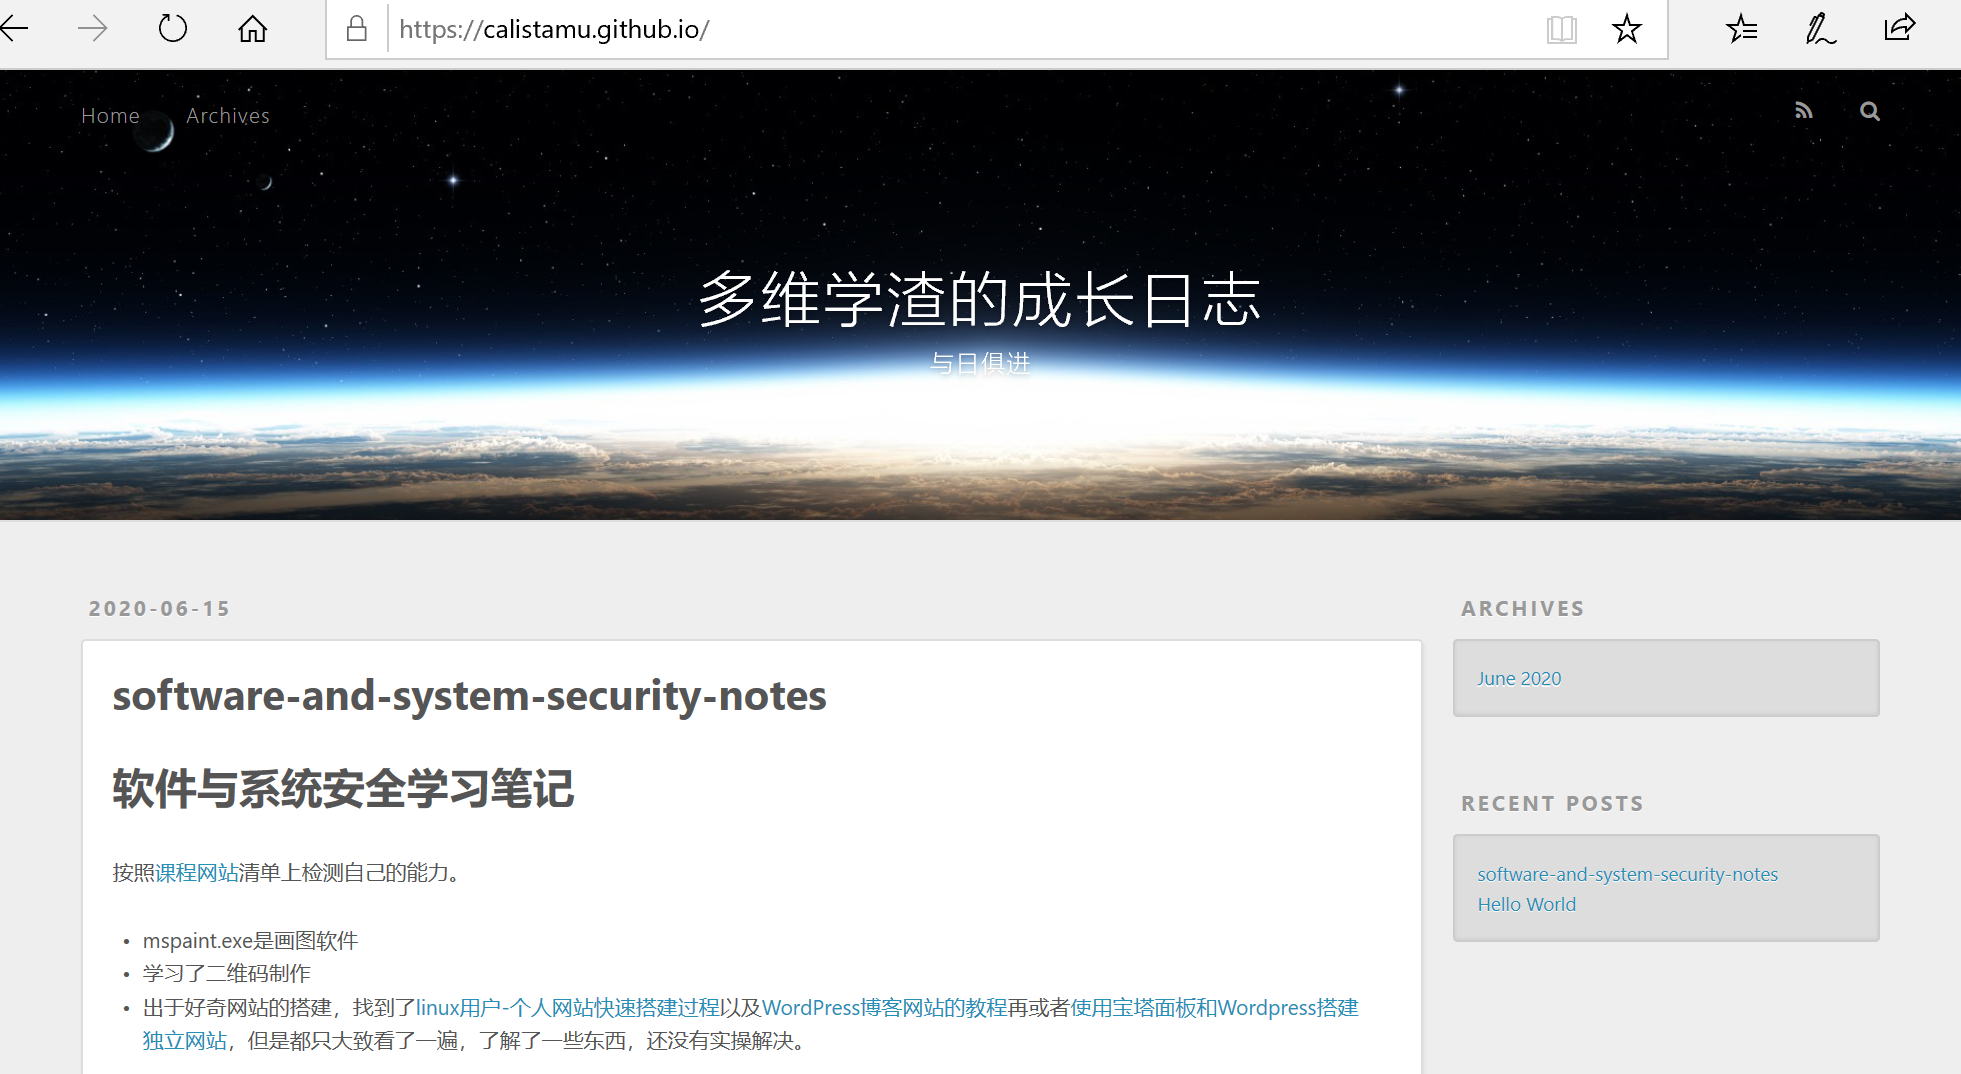 https://calistamu.github.io/
Home
Archives
多维学渣的成长日志
与日俱进
2020-06-15
software-and-system-security-notes
软件与系统安全学习笔记
按照课程网站清单上检测自己的能力。
• mspaint.exe是画图软件
• 学习了二维码制作
• 出于好奇网站的搭建，找到了linux用户-个人网站快速搭建过程以及WordPress博客网站的教程再或者使用宝塔面板和Wordpress搭建
独立网站，但是都只大致看了一遍，了解了一些东西，还没有实操解决。
ARCHIVES
June 2020
RECENT POSTS
software-and-system-security-notes
Hello World